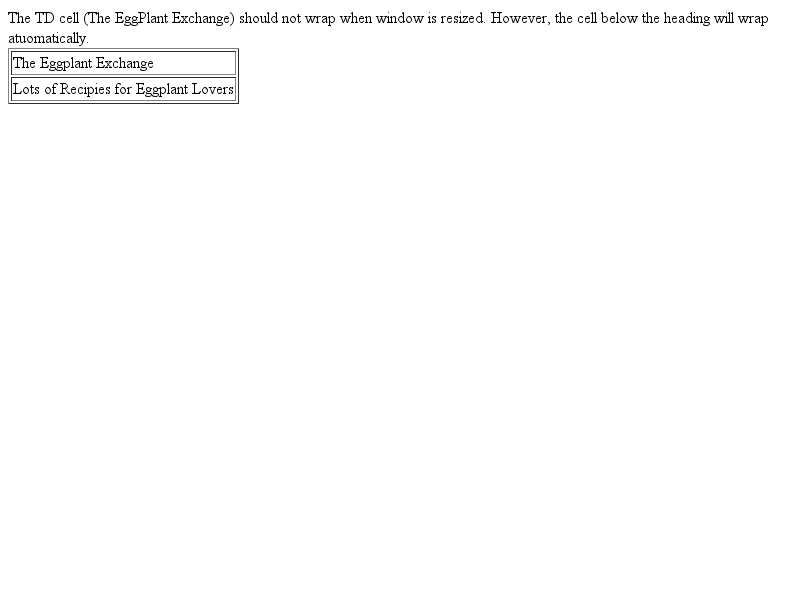 The TD cell (The EggPlant Exchange) should not wrap when window is resized. However, the cell below the heading will wrap
atuomatically.
The Eggplant Exchange
Lots of Recipies for Eggplant Lovers